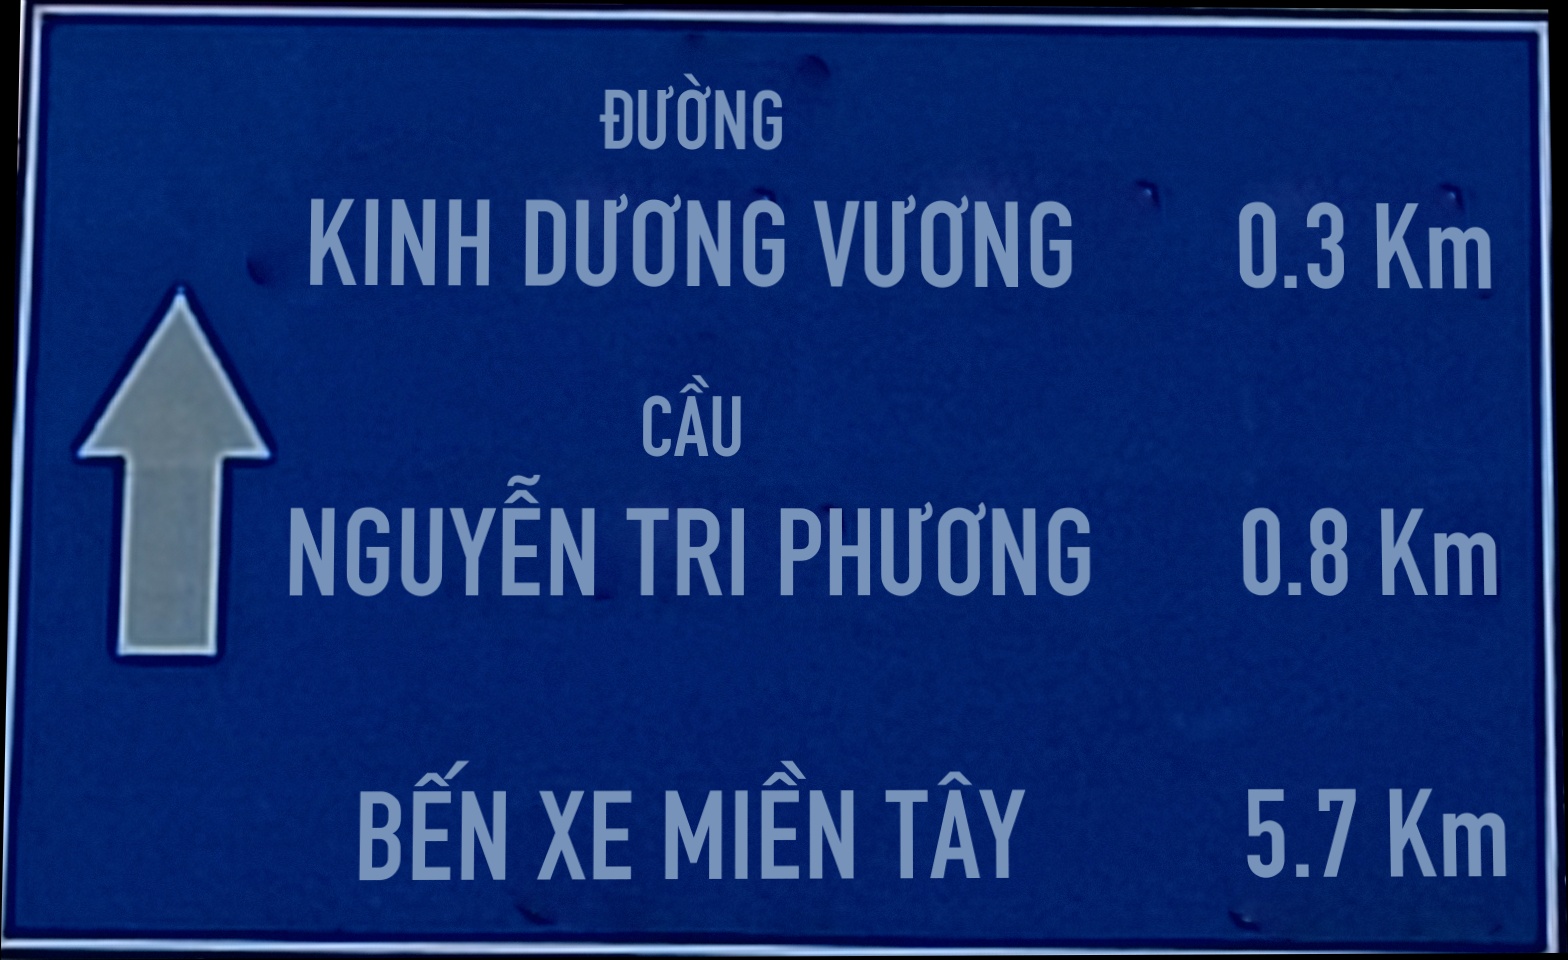 ĐƯỜNG
KINH DƯƠNG VƯƠNG 0.3 Km
CẦU
NGUYỄN TRI PHƯƠNG 0.8 Km
BẾN XE MIỀN TÂY 5.7 Km